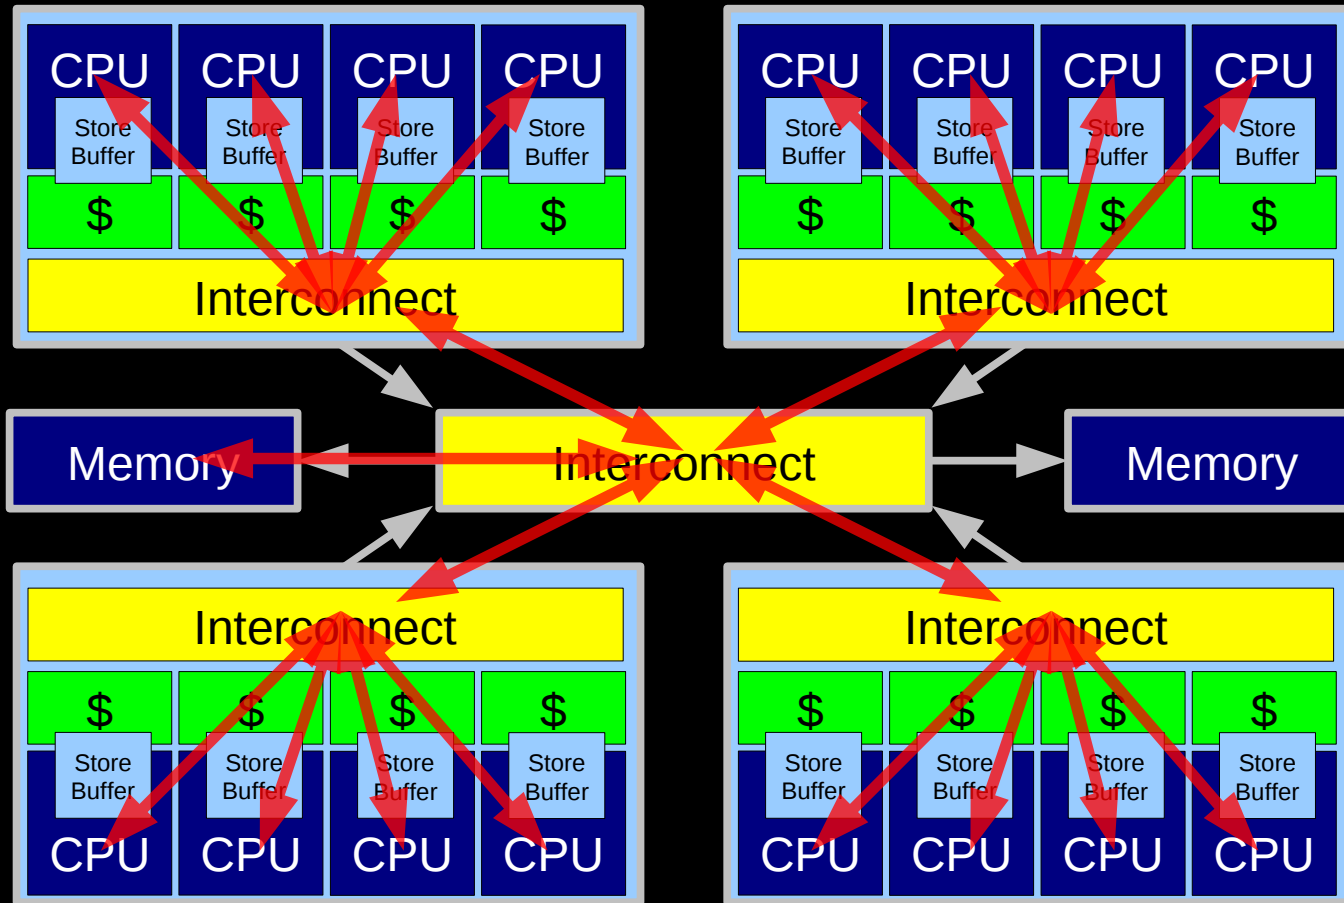 CPU CPU CPU CPU
Store Store Store Store
Buffer Buffer Buffer Buffer
$ $ $ $
Interconnect
CPU CPU CPU CPU
Store Store Store Store
Buffer Buffer Buffer Buffer
$ $ $ $
Interconnect
Memory Interconnect Memory
Interconnect
$ $ $ $
Store Store Store Store
Buffer Buffer Buffer Buffer
CPU CPU CPU CPU
Interconnect
$ $ $ $
Store Store Store Store
Buffer Buffer Buffer Buffer
CPU CPU CPU CPU